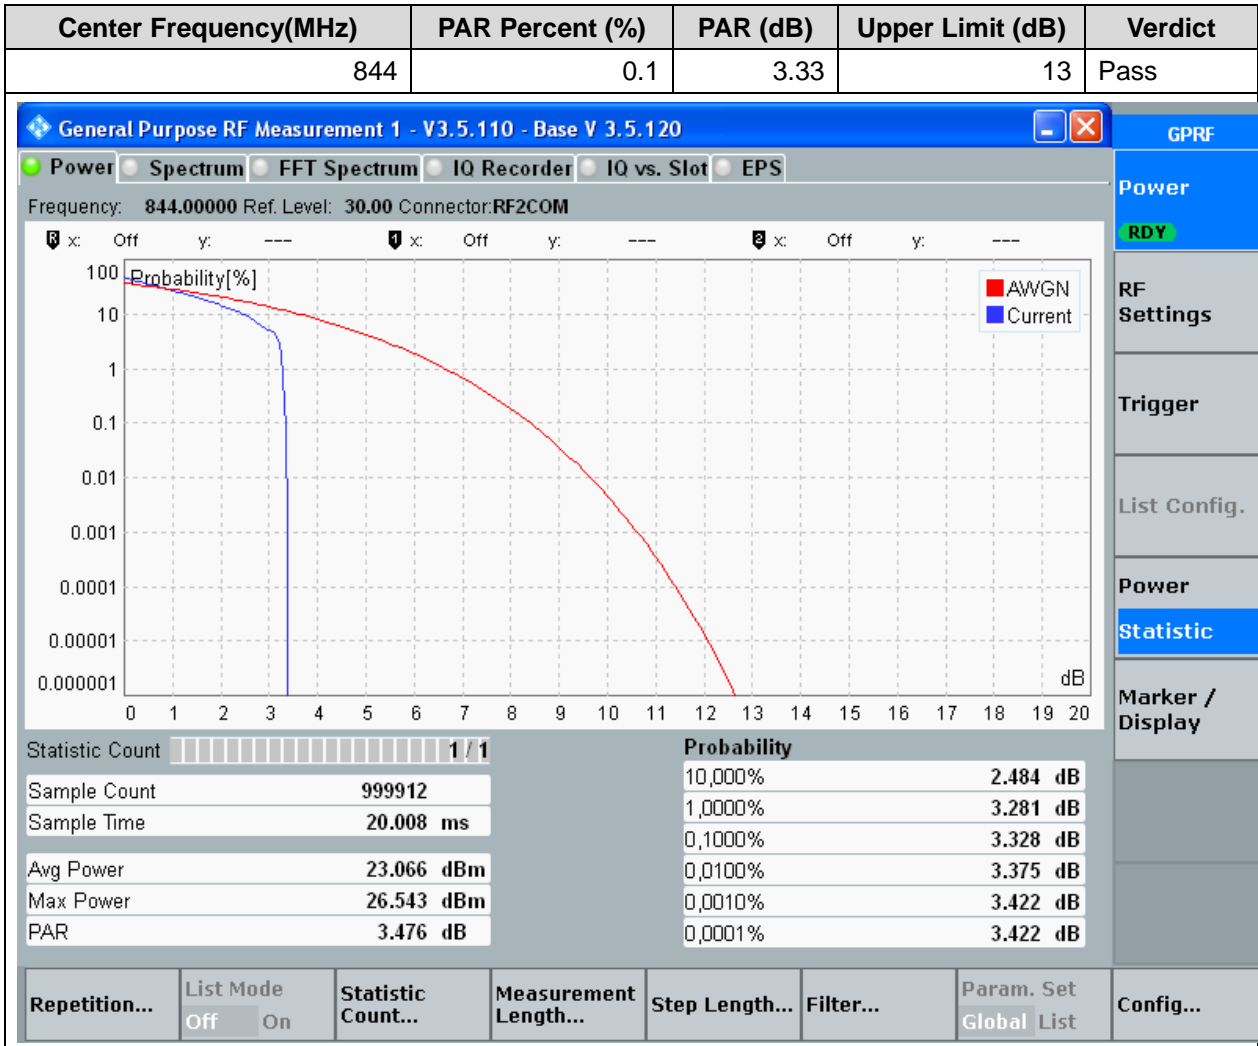 Center Frequency(MHz) PAR Percent (%) PAR (dB) Upper Limit (dB) Verdict
844 0.1 3.33 13 Pass
General Purpose RF Measurement 1 - V3.5.110 - Base V 3.5.120
GPRF
Power Spectrum FFT Spectrum IQ Recorder IQ vs. Slot EPS
Frequency: 844.00000 Ref. Level: 30.00 Connector:RF2COM
R x: Off y: --- 1 x: Off y: --- 2 x: Off y: ---
Probability[%]
AWGN
Current
100
10
1
0.1
0.01
0.001
0.0001
0.00001
0.000001
dB
0 1 2 3 4 5 6 7 8 9 10 11 12 13 14 15 16 17 18 19 20
Statistic Count 1 / 1
Sample Count 999912
Sample Time 20.008 ms
Avg Power 23.066 dBm
Max Power 26.543 dBm
PAR 3.476 dB
Probability
10,000% 2.484 dB
1,0000% 3.281 dB
0,1000% 3.328 dB
0,0100% 3.375 dB
0,0010% 3.422 dB
0,0001% 3.422 dB
Power
RDY
RF
Settings
Trigger
List Config.
Power
Statistic
Marker /
Display
Repetition...
List Mode
Off On
Statistic
Count...
Measurement
Length...
Step Length...
Filter...
Param. Set
Global List
Config...